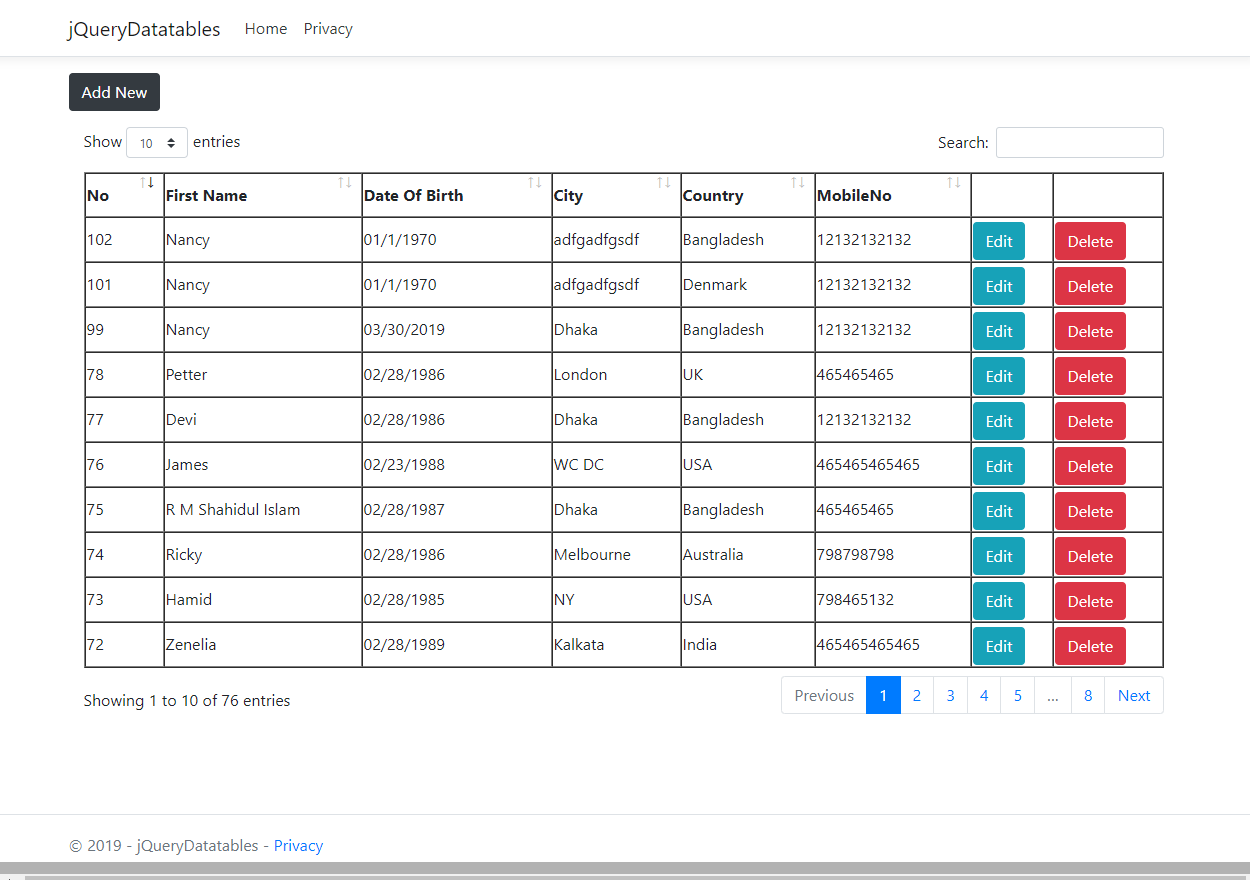 jQueryDatatables Home Privacy
Add New
Show 10 entries Search:
No First Name Date Of Birth City Country MobileNo
102 Nancy 01/1/1970 adfgadfgsdf Bangladesh 12132132132 Edit Delete
101 Nancy 01/1/1970 adfgadfgsdf Denmark 12132132132 Edit Delete
99 Nancy 03/30/2019 Dhaka Bangladesh 12132132132 Edit Delete
78 Petter 02/28/1986 London UK 465465465 Edit Delete
77 Devi 02/28/1986 Dhaka Bangladesh 12132132132 Edit Delete
76 James 02/23/1988 WC DC USA 465465465465 Edit Delete
75 R M Shahidul Islam 02/28/1987 Dhaka Bangladesh 465465465 Edit Delete
74 Ricky 02/28/1986 Melbourne Australia 798798798 Edit Delete
73 Hamid 02/28/1985 NY USA 798465132 Edit Delete
72 Zenelia 02/28/1989 Kalkata India 465465465465 Edit Delete
Showing 1 to 10 of 76 entries Previous 1 2 3 4 5 ... 8 Next
© 2019 - jQueryDatatables - Privacy